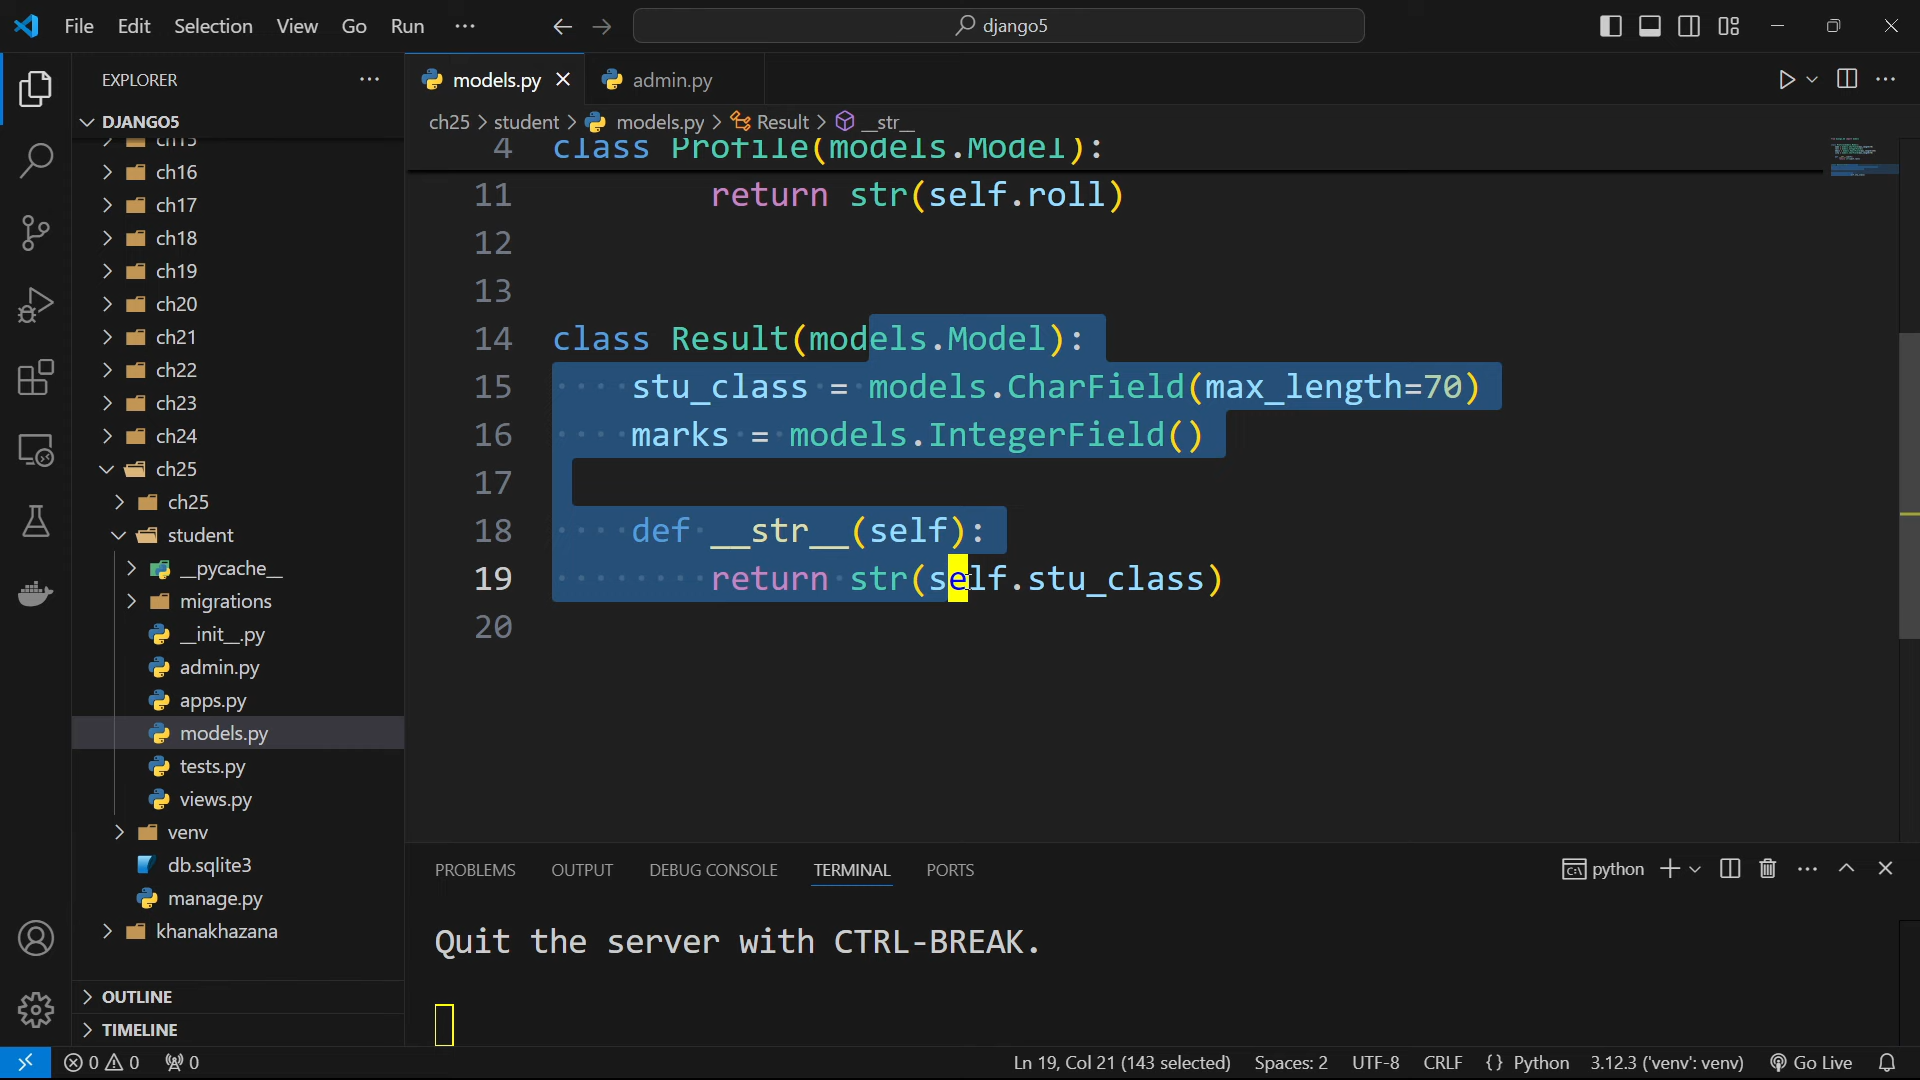 File Edit Selection View Go Run ··· django5
EXPLORER ···
models.py admin.py
DJANGO5
ch25 > student > models.py > Result > __str__
ch15
ch16
ch17
ch18
ch19
ch20
ch21
ch22
ch23
ch24
ch25
ch25
student
__pycache__
migrations
__init__.py
admin.py
apps.py
models.py
tests.py
views.py
venv
db.sqlite3
manage.py
khanakhazana
OUTLINE
TIMELINE
4 class Profile(models.Model):
11 return str(self.roll)
12
13
14 class Result(models.Model):
15 stu_class = models.CharField(max_length=70)
16 marks = models.IntegerField()
17
18 def __str__(self):
19 return str(self.stu_class)
20
PROBLEMS OUTPUT DEBUG CONSOLE TERMINAL PORTS python
Quit the server with CTRL-BREAK.
0 0 0 Ln 19, Col 21 (143 selected) Spaces: 2 UTF-8 CRLF {} Python 3.12.3 ('venv': venv) Go Live